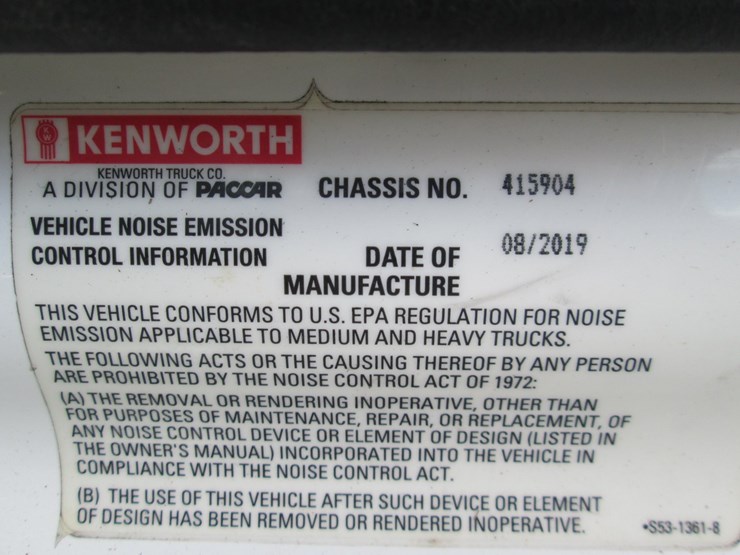 KENWORTH
KENWORTH TRUCK CO.
A DIVISION OF PACCAR
CHASSIS NO. 415904
VEHICLE NOISE EMISSION
CONTROL INFORMATION
DATE OF
MANUFACTURE
08/2019
THIS VEHICLE CONFORMS TO U.S. EPA REGULATION FOR NOISE
EMISSION APPLICABLE TO MEDIUM AND HEAVY TRUCKS.
THE FOLLOWING ACTS OR THE CAUSING THEREOF BY ANY PERSON
ARE PROHIBITED BY THE NOISE CONTROL ACT OF 1972:
(A) THE REMOVAL OR RENDERING INOPERATIVE, OTHER THAN
FOR PURPOSES OF MAINTENANCE, REPAIR, OR REPLACEMENT, OF
ANY NOISE CONTROL DEVICE OR ELEMENT OF DESIGN (LISTED IN
THE OWNER'S MANUAL) INCORPORATED INTO THE VEHICLE IN
COMPLIANCE WITH THE NOISE CONTROL ACT.
(B) THE USE OF THIS VEHICLE AFTER SUCH DEVICE OR ELEMENT
OF DESIGN HAS BEEN REMOVED OR RENDERED INOPERATIVE.
•S53-1361-8